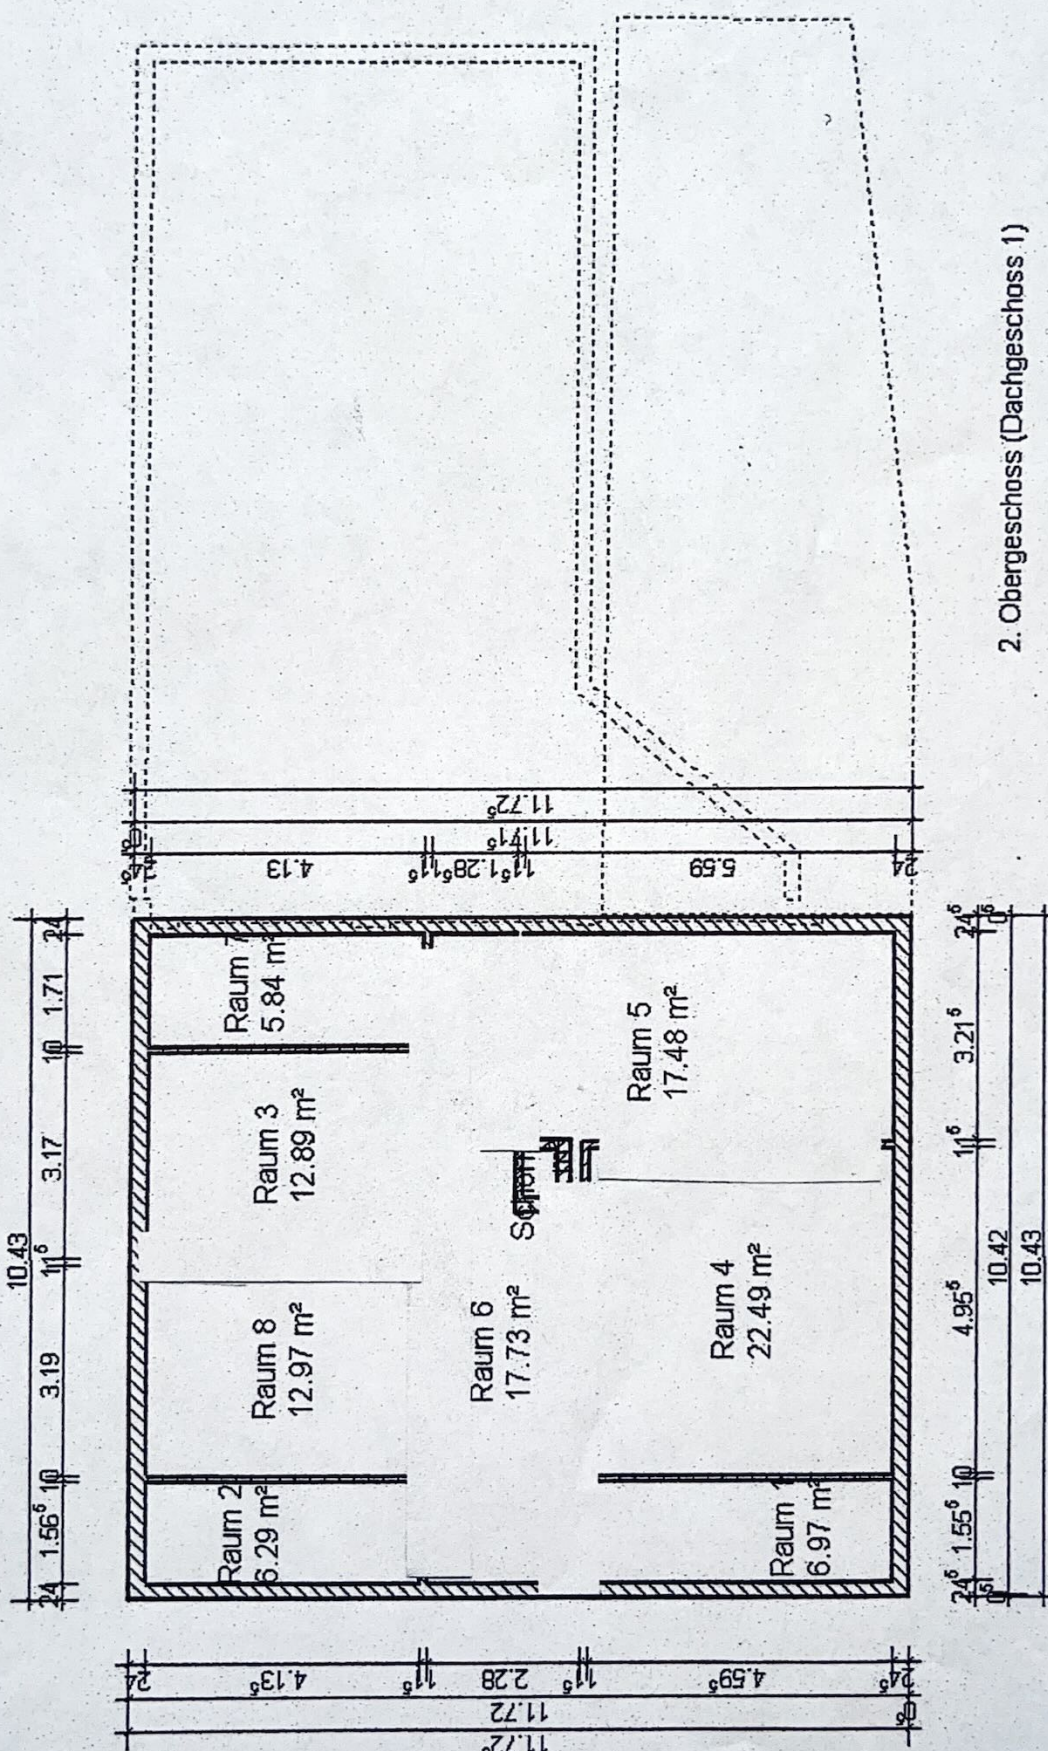 2. Obergeschoss (Dachgeschoss 1)
10.43
24 1.56⁵ 10 3.19 11⁵ 3.17 10 1.71 24
Raum 2
6.29 m²
Raum 8
12.97 m²
Raum 3
12.89 m²
Raum 7
5.84 m²
Raum 6
17.73 m²
Schorn
Raum 5
17.48 m²
Raum 4
22.49 m²
Raum 1
6.97 m²
24⁵ 1.55⁵ 10 4.95⁵ 11⁵ 3.21⁵ 24⁵
0⁵ 10.42 0⁵
10.43
24 4.13⁵ 11⁵ 2.28 11⁵ 4.59⁵ 24⁵
11.72 0⁵
11.72⁵
24⁵ 4.13 11⁵ 1.28⁵ 11⁵ 5.59 24
11.71⁵
11.72⁵